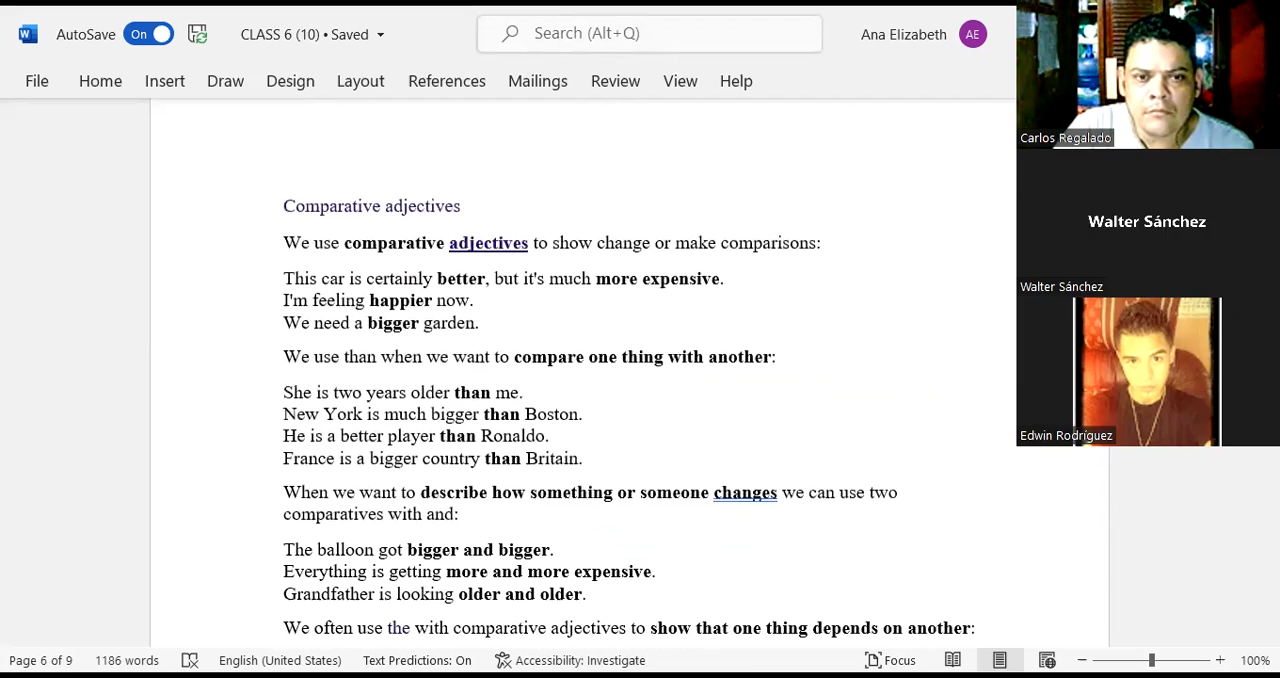 AutoSave On CLASS 6 (10) • Saved Search (Alt+Q) Ana Elizabeth AE
File Home Insert Draw Design Layout References Mailings Review View Help
Carlos Regalado
Walter Sánchez
Walter Sánchez
Edwin Rodríguez
Comparative adjectives
We use comparative adjectives to show change or make comparisons:
This car is certainly better, but it's much more expensive.
I'm feeling happier now.
We need a bigger garden.
We use than when we want to compare one thing with another:
She is two years older than me.
New York is much bigger than Boston.
He is a better player than Ronaldo.
France is a bigger country than Britain.
When we want to describe how something or someone changes we can use two
comparatives with and:
The balloon got bigger and bigger.
Everything is getting more and more expensive.
Grandfather is looking older and older.
We often use the with comparative adjectives to show that one thing depends on another:
Page 6 of 9 1186 words English (United States) Text Predictions: On Accessibility: Investigate Focus 100%